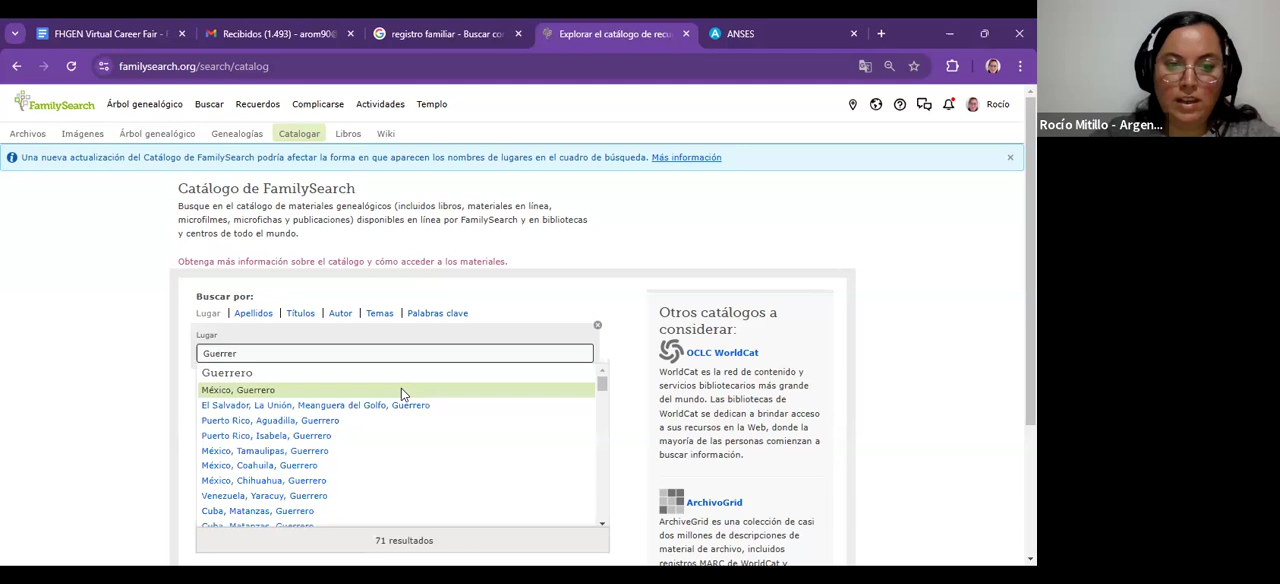 FHGEN Virtual Career Fair -
Recibidos (1.493) - arom90@
registro familiar - Buscar co
Explorar el catálogo de recu
ANSES
familysearch.org/search/catalog
FamilySearch
Árbol genealógico
Buscar
Recuerdos
Complicarse
Actividades
Templo
Rocío
Archivos
Imágenes
Árbol genealógico
Genealogías
Catalogar
Libros
Wiki
Una nueva actualización del Catálogo de FamilySearch podría afectar la forma en que aparecen los nombres de lugares en el cuadro de búsqueda. Más información
Catálogo de FamilySearch
Busque en el catálogo de materiales genealógicos (incluidos libros, materiales en línea,
microfilmes, microfichas y publicaciones) disponibles en línea por FamilySearch y en bibliotecas
y centros de todo el mundo.
Obtenga más información sobre el catálogo y cómo acceder a los materiales.
Buscar por:
Lugar | Apellidos | Títulos | Autor | Temas | Palabras clave
Lugar
Guerrer
Guerrero
México, Guerrero
El Salvador, La Unión, Meanguera del Golfo, Guerrero
Puerto Rico, Aguadilla, Guerrero
Puerto Rico, Isabela, Guerrero
México, Tamaulipas, Guerrero
México, Coahuila, Guerrero
México, Chihuahua, Guerrero
Venezuela, Yaracuy, Guerrero
Cuba, Matanzas, Guerrero
Cuba, Matanzas, Guerrero
71 resultados
Otros catálogos a
considerar:
OCLC WorldCat
WorldCat es la red de contenido y
servicios bibliotecarios más grande
del mundo. Las bibliotecas de
WorldCat se dedican a brindar acceso
a sus recursos en la Web, donde la
mayoría de las personas comienzan a
buscar información.
ArchivoGrid
ArchiveGrid es una colección de casi
dos millones de descripciones de
material de archivo, incluidos
registros MARC de WorldCat y
Rocío Mitillo - Argen...